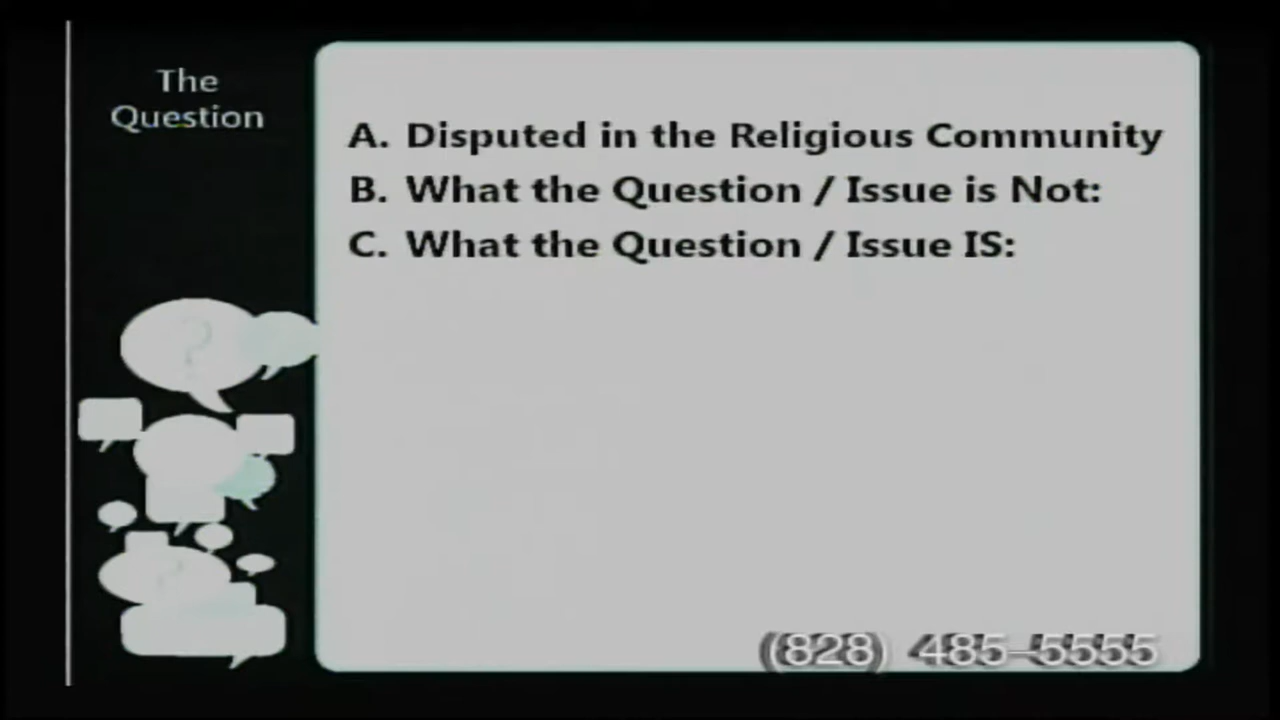 The
Question
A. Disputed in the Religious Community
B. What the Question / Issue is Not:
C. What the Question / Issue IS:
?
?
(828) 485-5555